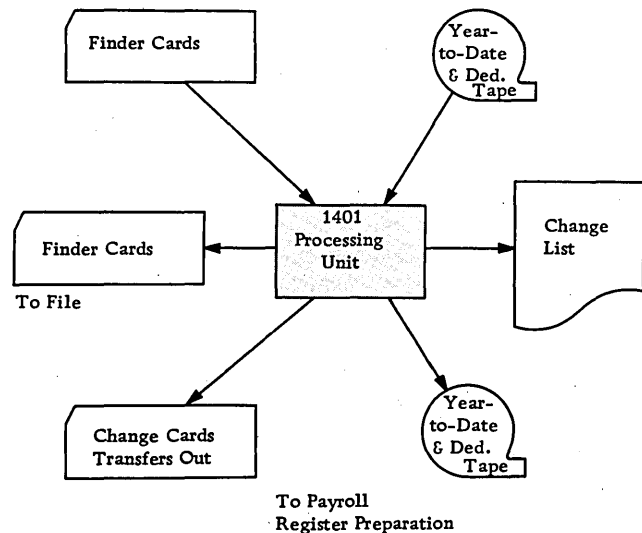 Finder Cards
Year-
to-Date
& Ded.
Tape
1401
Processing
Unit
Finder Cards
To File
Change
List
Change Cards
Transfers Out
Year-
to-Date
& Ded.
Tape
To Payroll
Register Preparation